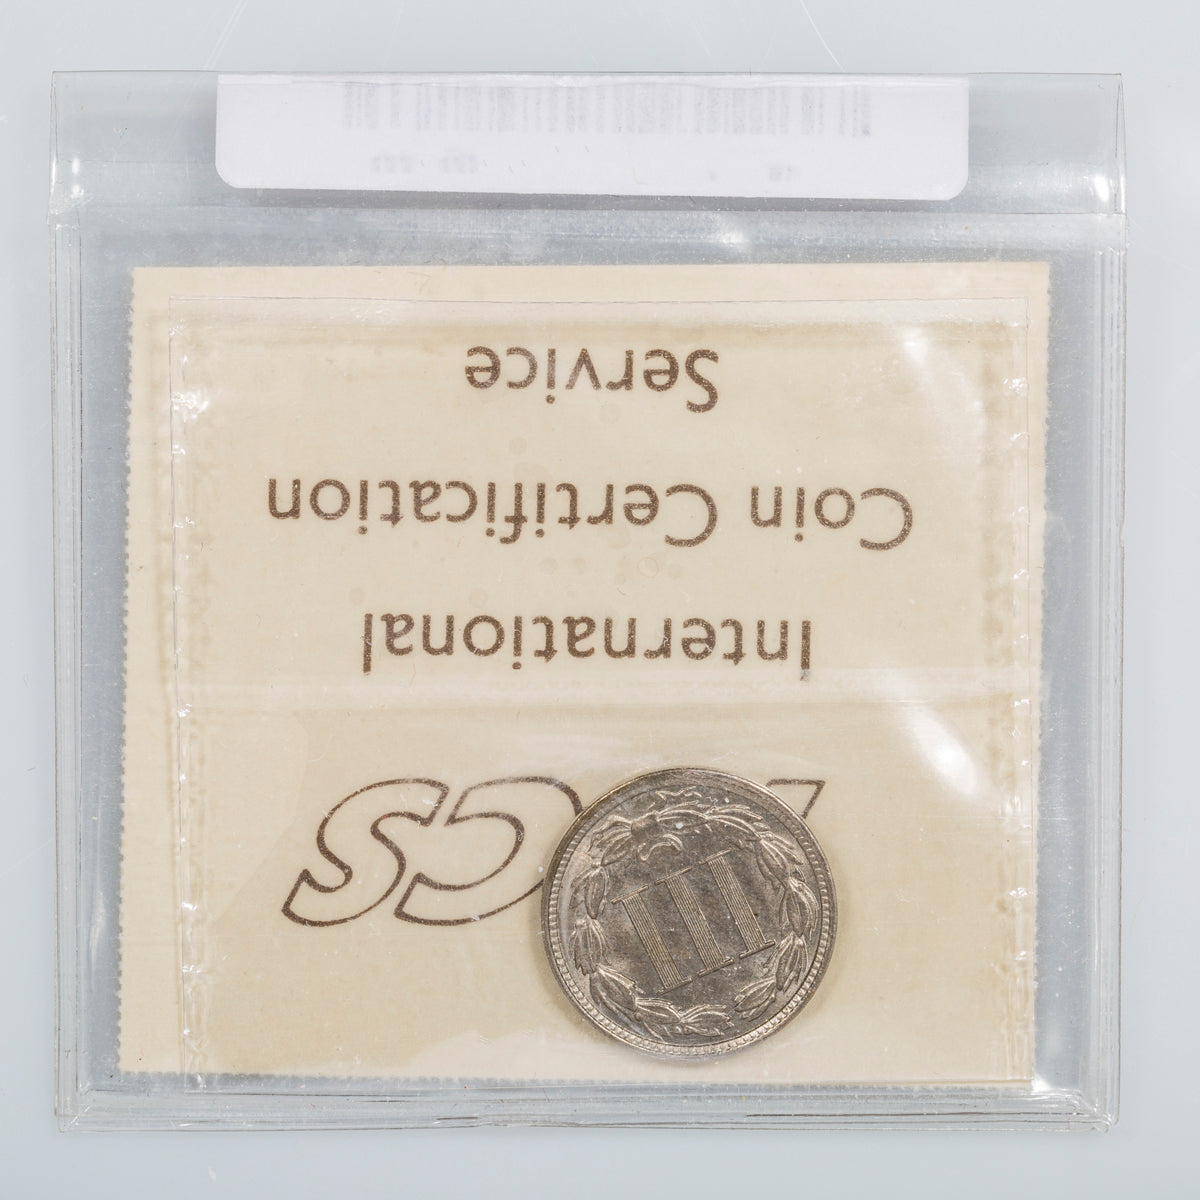 ICCS
International
Coin Certification
Service
III